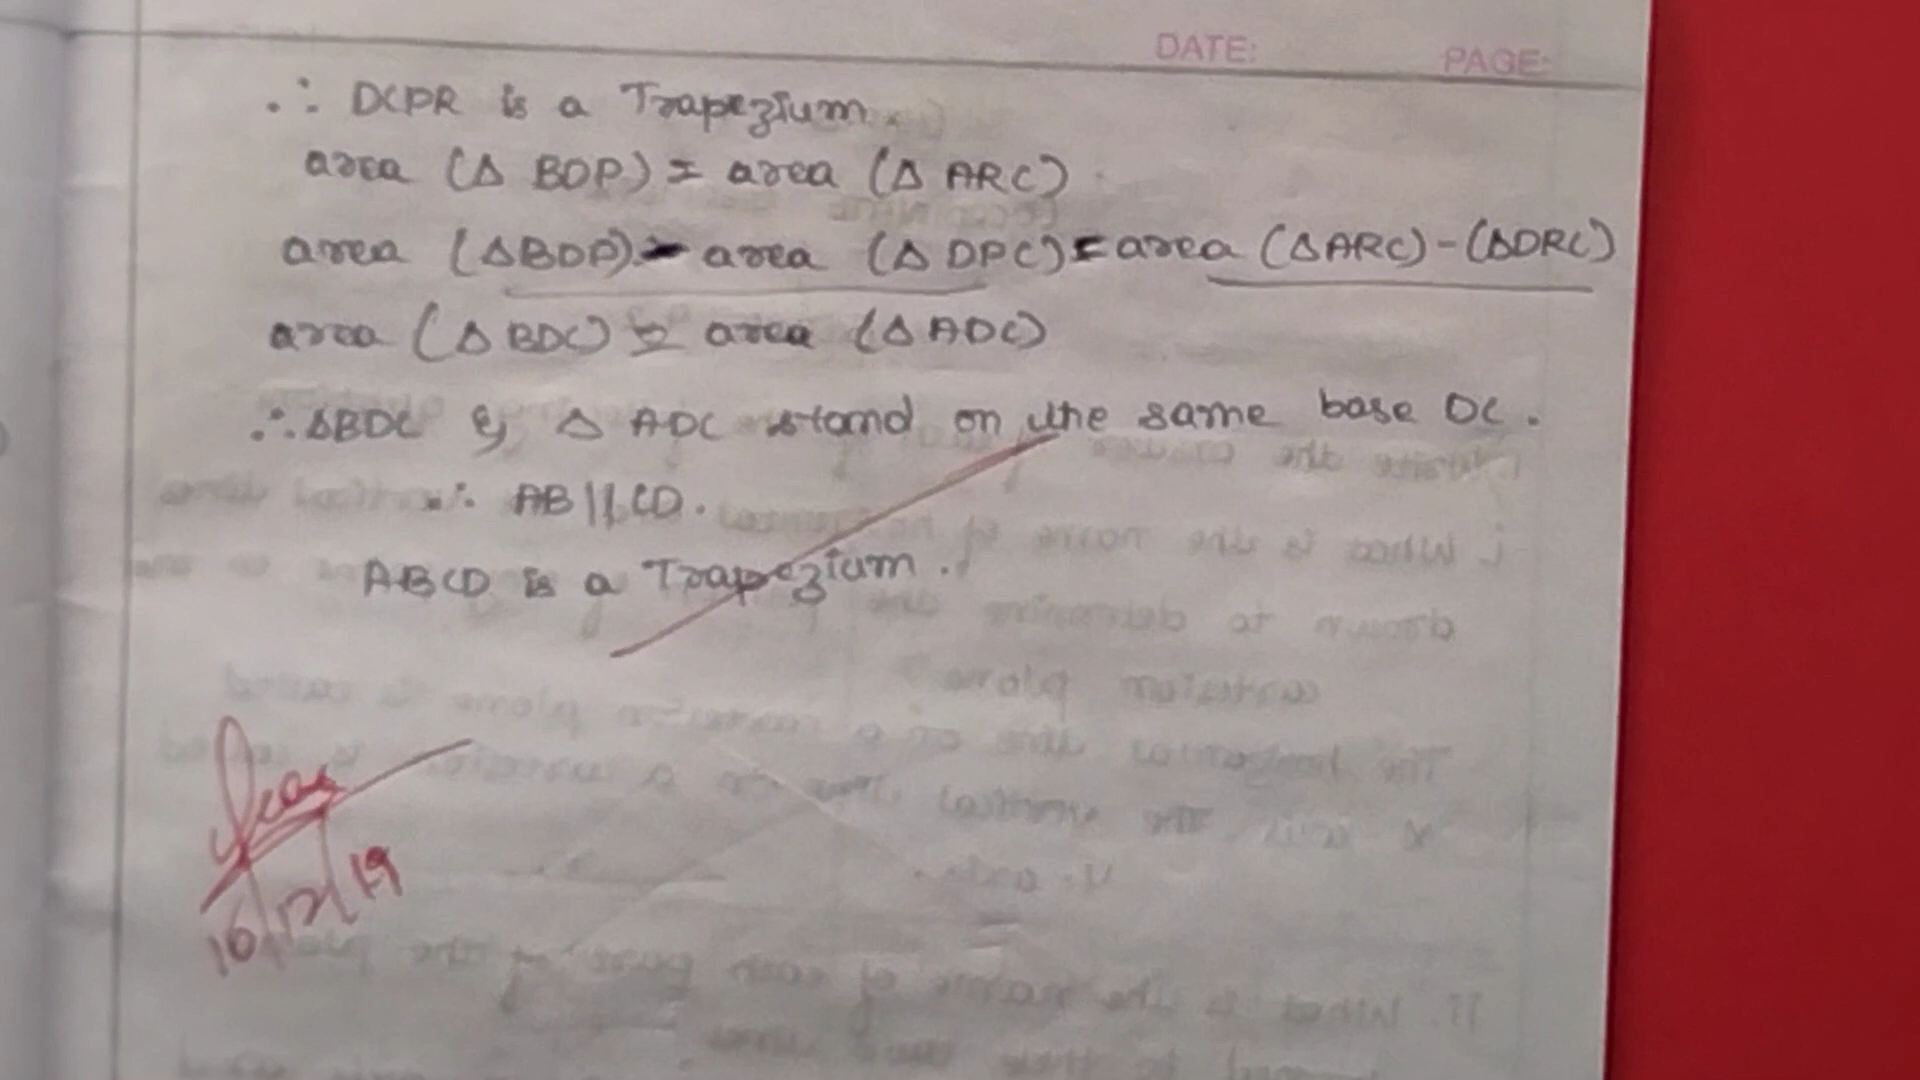 DATE: PAGE:
∴ DCPR is a Trapezium.
area (Δ BDP) = area (Δ ARC)
area (ΔBDP) - area (Δ DPC) = area (ΔARC) - (ΔDRC)
area (Δ BDC) = area (Δ ADC)
∴ ΔBDC & Δ ADC stand on the same base DC.
∴ AB || CD.
ABCD is a Trapezium.
16/12/19